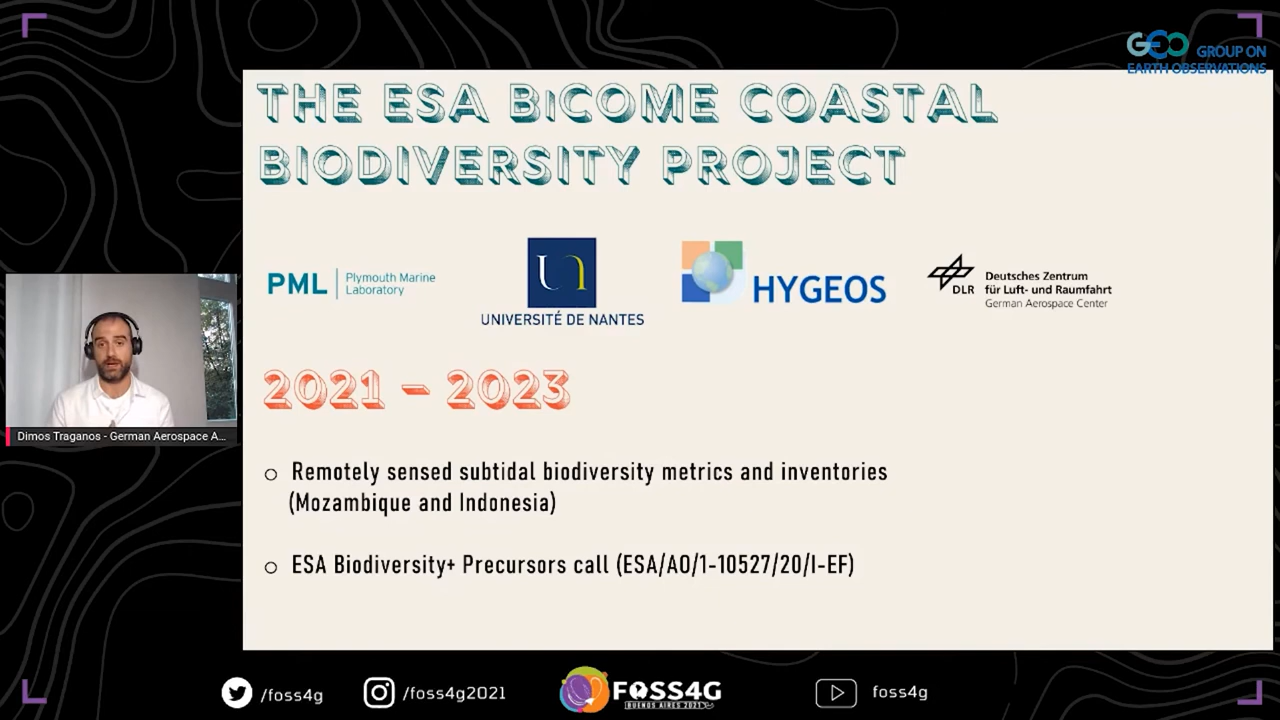 GEO GROUP ON
EARTH OBSERVATIONS
THE ESA BiCOME COASTAL
BIODIVERSITY PROJECT
PML Plymouth Marine
Laboratory
UNIVERSITÉ DE NANTES
HYGEOS
DLR
Deutsches Zentrum
für Luft- und Raumfahrt
German Aerospace Center
2021 – 2023
Dimos Traganos - German Aerospace A...
○ Remotely sensed subtidal biodiversity metrics and inventories
(Mozambique and Indonesia)
○ ESA Biodiversity+ Precursors call (ESA/AO/1-10527/20/I-EF)
/foss4g
/foss4g2021
FOSS4G
BUENOS AIRES 2021
foss4g